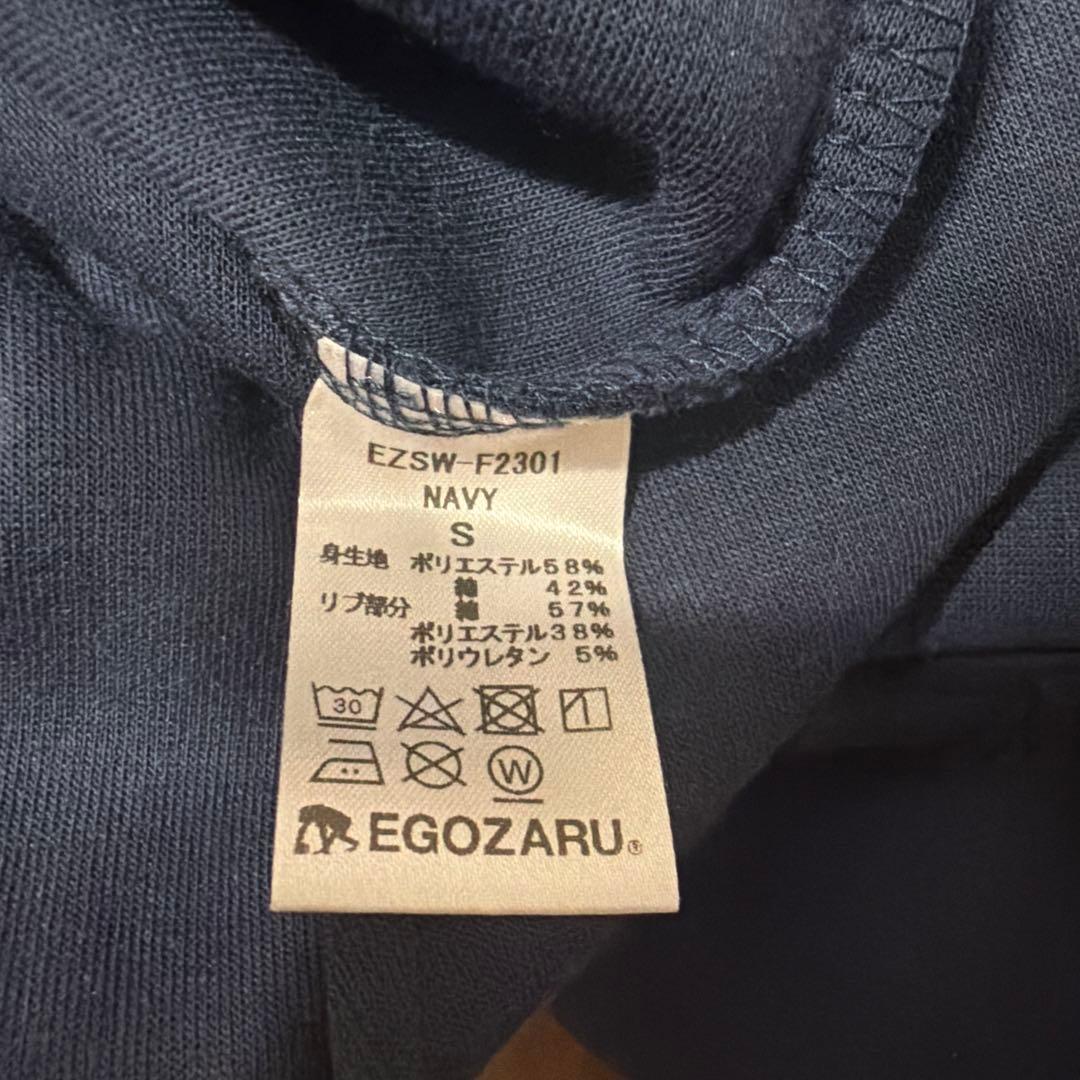 EZSW-F2301
NAVY
S
身生地 ポリエステル58%
綿 42%
リブ部分 綿 57%
ポリエステル38%
ポリウレタン 5%
30
W
EGOZARU®